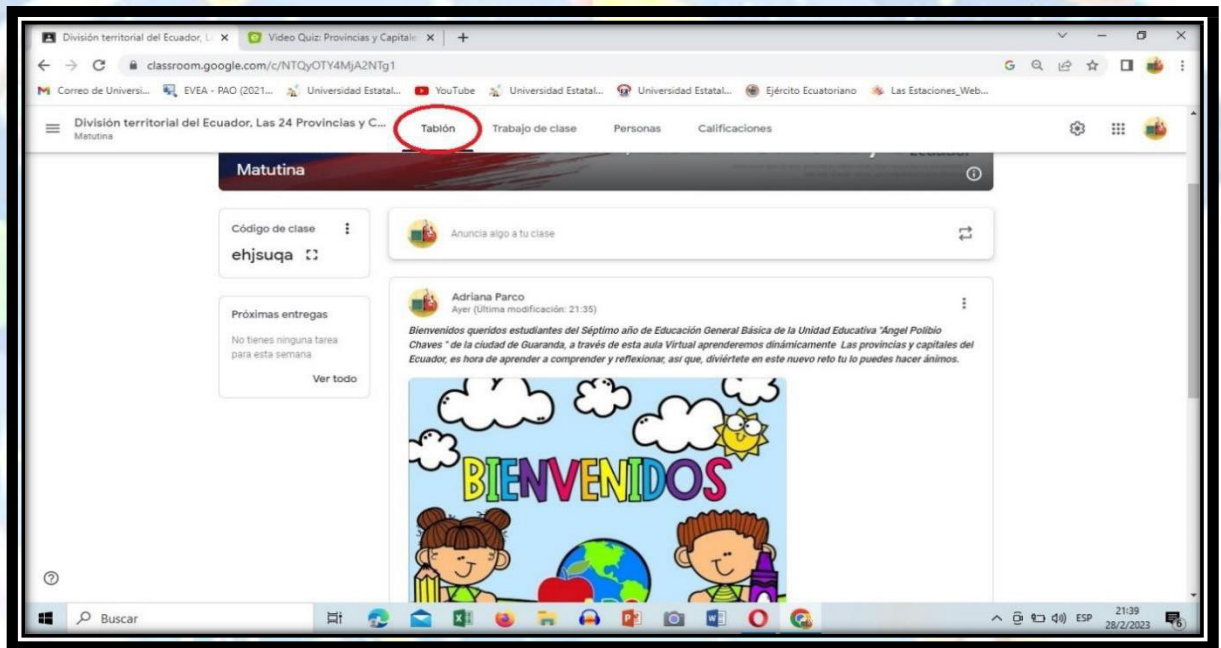 División territorial del Ecuador, L
Video Quiz: Provincias y Capitale
classroom.google.com/c/NTQyOTY4MjA2NTg1
Correo de Universi...
EVEA - PAO (2021...
Universidad Estatal...
YouTube
Universidad Estatal...
Universidad Estatal...
Ejército Ecuatoriano
Las Estaciones_Web...
División territorial del Ecuador, Las 24 Provincias y C...
Matutina
Tablón
Trabajo de clase
Personas
Calificaciones
Matutina
Código de clase
ehjsuqa
Próximas entregas
No tienes ninguna tarea
para esta semana
Ver todo
Anuncia algo a tu clase
Adriana Parco
Ayer (Última modificación: 21:35)
Bienvenidos queridos estudiantes del Séptimo año de Educación General Básica de la Unidad Educativa "Ángel Polibio
Chaves " de la ciudad de Guaranda, a través de esta aula Virtual aprenderemos dinámicamente Las provincias y capitales del
Ecuador, es hora de aprender a comprender y reflexionar, así que, diviértete en este nuevo reto tu lo puedes hacer ánimos.
BIENVENIDOS
Buscar
ESP
21:39
28/2/2023
6